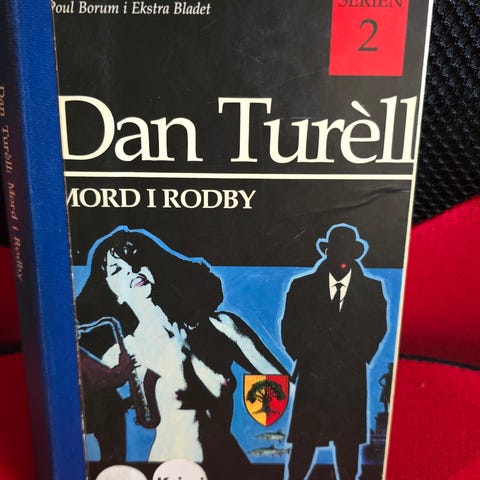 Poul Borum i Ekstra Bladet
SERIEN
2
Dan Turèll
MORD I RODBY
Dan Turèll: Mord i Rodby